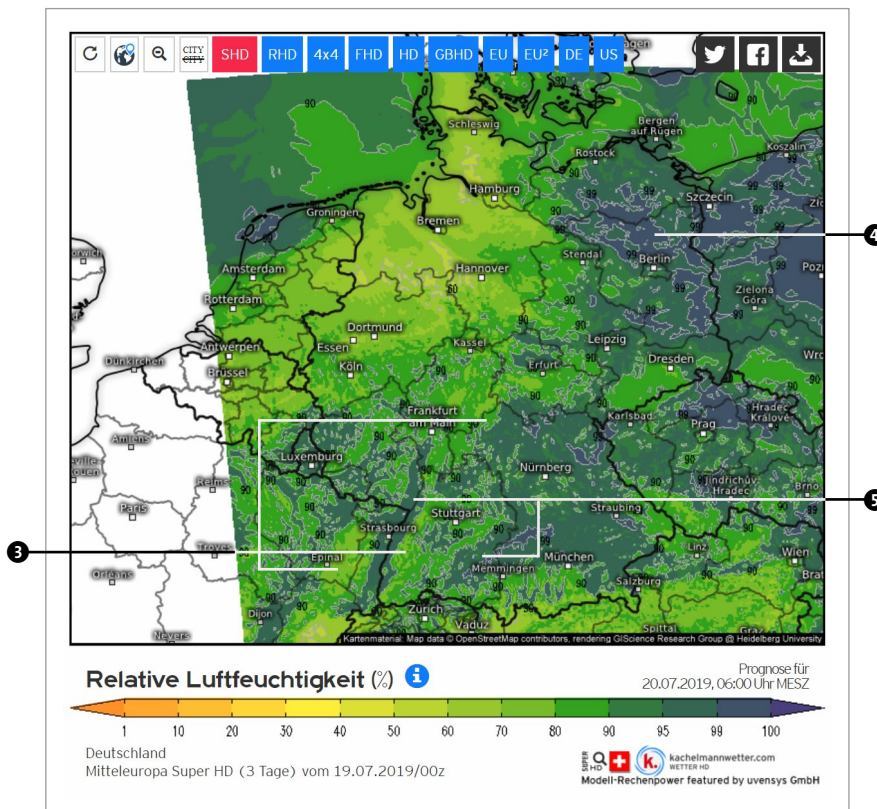 CITY
CITY
SHD RHD 4x4 FHD HD GBHD EU EU² DE US
Schleswig
Bergen
auf Rügen
Rostock
Koszalin
Hamburg
Szczecin
Groningen
Bremen
4
Amsterdam
Hannover
Stendal
Berlin
Rotterdam
Zielona
Góra
Dortmund
Antwerpen
Essen
Kassel
Leipzig
Dünkirchen
Brüssel
Köln
Erfurt
Dresden
Frankfurt
am Main
Karlsbad
Hradec
Králové
Amiens
Prag
Luxemburg
Nürnberg
Jindřichův
Hradec
Brno
Reims
5
Paris
Stuttgart
Straubing
Strasbourg
3
Troyes
Epinal
Linz
Wien
München
Memmingen
Orléans
Salzburg
Dijon
Zürich
Nevers
Vaduz
Spittal
Graz
Kartenmaterial: Map data © OpenStreetMap contributors, rendering GIScience Research Group @ Heidelberg University
Relative Luftfeuchtigkeit (%)
Prognose für
20.07.2019, 06:00 Uhr MESZ
1 10 20 30 40 50 60 70 80 90 95 99 100
Deutschland
Mitteleuropa Super HD (3 Tage) vom 19.07.2019/00z
SUPER HD
k. kachelmannwetter.com
WETTER HD
Modell-Rechenpower featured by uvensys GmbH